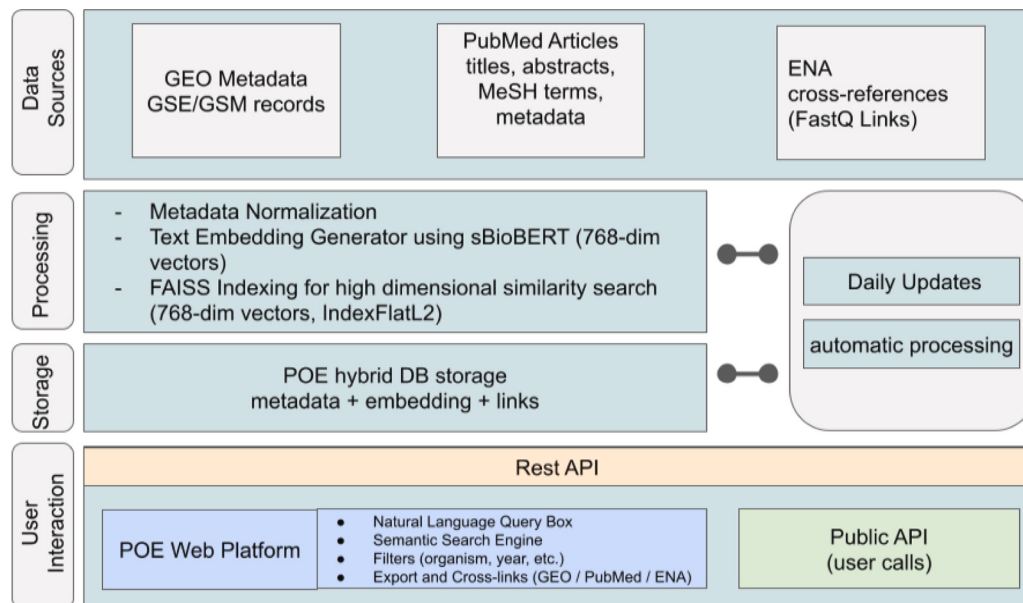 Data
Sources
GEO Metadata
GSE/GSM records
PubMed Articles
titles, abstracts,
MeSH terms,
metadata
ENA
cross-references
(FastQ Links)
Processing
- Metadata Normalization
- Text Embedding Generator using sBioBERT (768-dim
vectors)
- FAISS Indexing for high dimensional similarity search
(768-dim vectors, IndexFlatL2)
Daily Updates
automatic processing
Storage
POE hybrid DB storage
metadata + embedding + links
User
Interaction
Rest API
POE Web Platform
● Natural Language Query Box
● Semantic Search Engine
● Filters (organism, year, etc.)
● Export and Cross-links (GEO / PubMed / ENA)
Public API
(user calls)